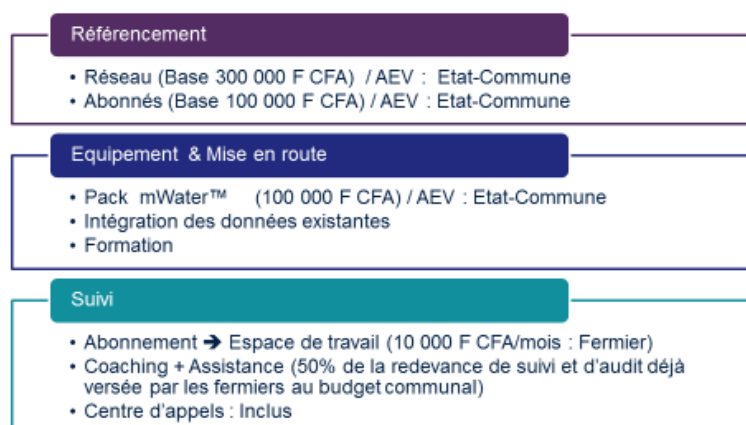 Référencement
• Réseau (Base 300 000 F CFA) / AEV : Etat-Commune
• Abonnés (Base 100 000 F CFA) / AEV : Etat-Commune
Equipement & Mise en route
• Pack mWater™ (100 000 F CFA) / AEV : Etat-Commune
• Intégration des données existantes
• Formation
Suivi
• Abonnement ➔ Espace de travail (10 000 F CFA/mois : Fermier)
• Coaching + Assistance (50% de la redevance de suivi et d'audit déjà
versée par les fermiers au budget communal)
• Centre d'appels : Inclus